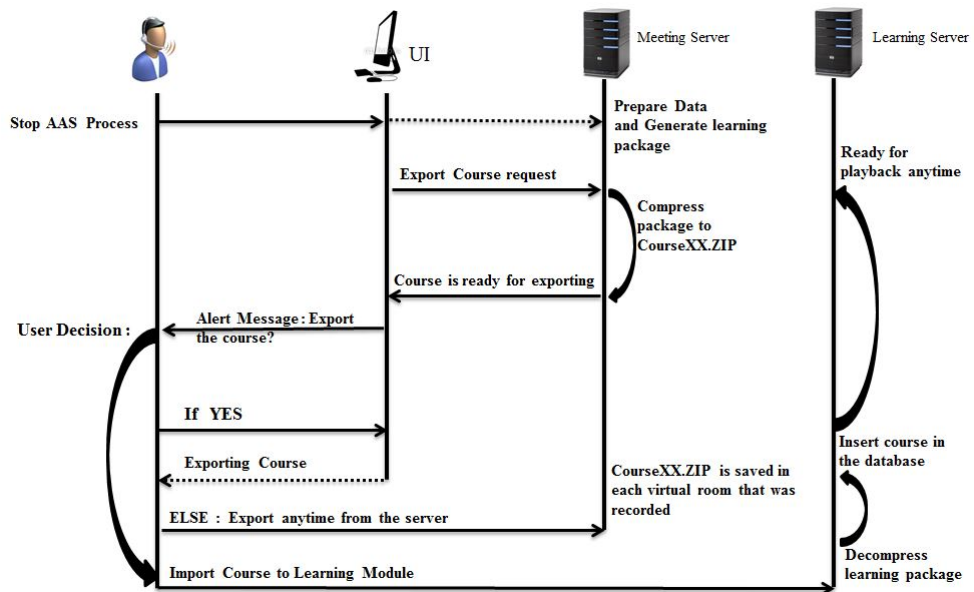 UI
Meeting Server
Learning Server
Stop AAS Process
Prepare Data
and Generate learning
package
Ready for
playback anytime
Export Course request
Compress
package to
CourseXX.ZIP
Course is ready for exporting
User Decision :
Alert Message : Export
the course?
If YES
Insert course in
the database
Exporting Course
CourseXX.ZIP is saved in
each virtual room that was
recorded
ELSE : Export anytime from the server
Decompress
learning package
Import Course to Learning Module